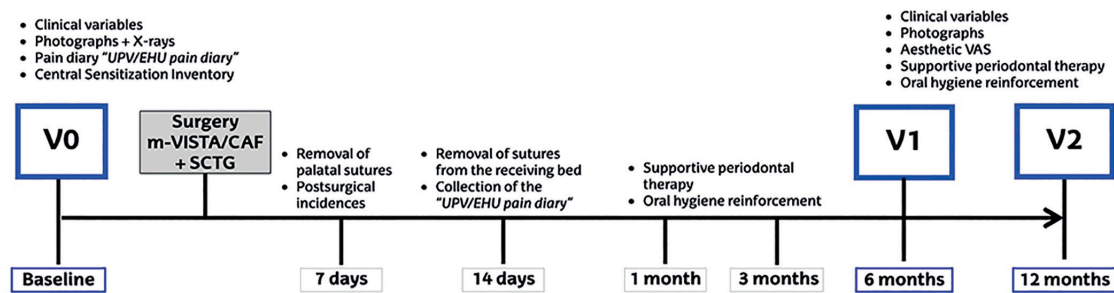 • Clinical variables
• Photographs + X-rays
• Pain diary "UPV/EHU pain diary"
• Central Sensitization Inventory
• Clinical variables
• Photographs
• Aesthetic VAS
• Supportive periodontal therapy
• Oral hygiene reinforcement
V0
Surgery
m-VISTA/CAF
+ SCTG
V1
V2
• Removal of
palatal sutures
• Postsurgical
incidences
• Removal of sutures
from the receiving bed
• Collection of the
"UPV/EHU pain diary"
• Supportive periodontal
therapy
• Oral hygiene reinforcement
Baseline
7 days
14 days
1 month
3 months
6 months
12 months